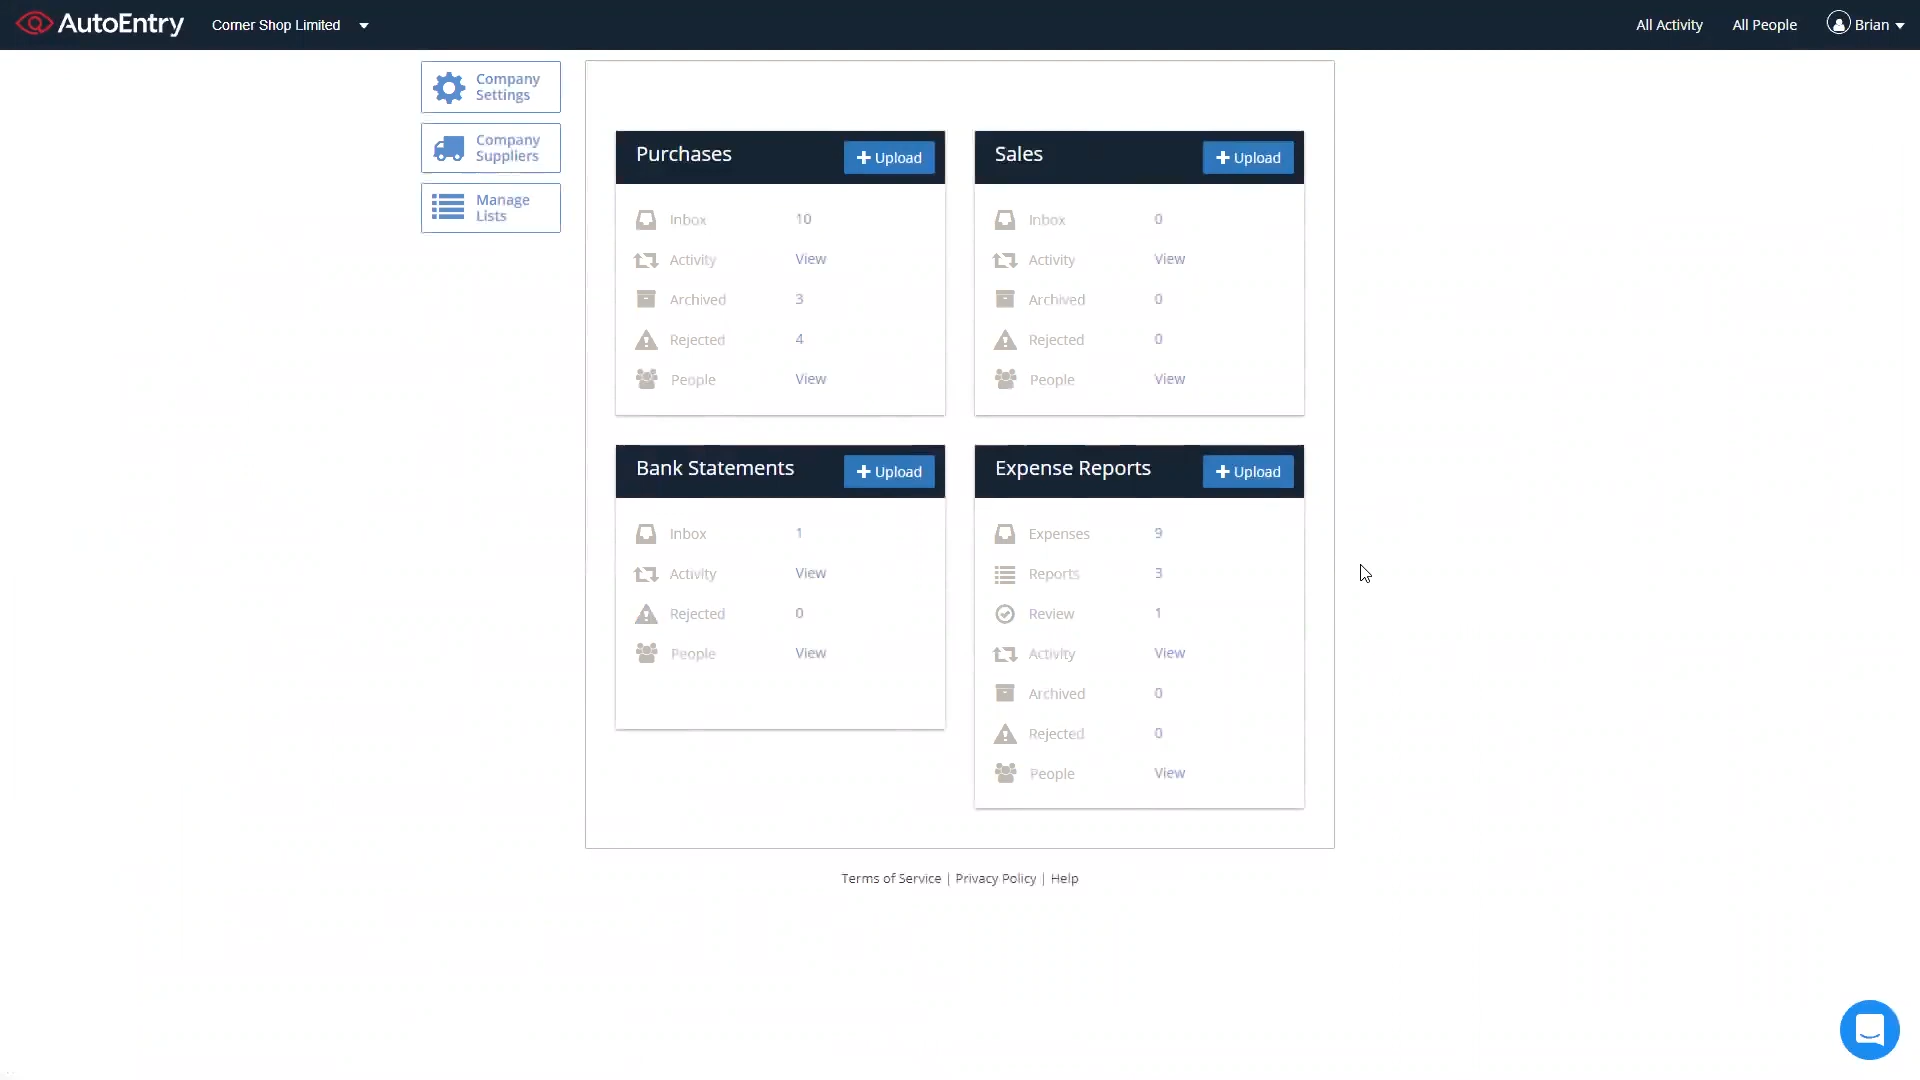 AutoEntry Corner Shop Limited All Activity All People Brian
Company
Settings
Company
Suppliers
Manage
Lists
Purchases + Upload
Inbox 10
Activity View
Archived 3
Rejected 4
People View
Sales + Upload
Inbox 0
Activity View
Archived 0
Rejected 0
People View
Bank Statements + Upload
Inbox 1
Activity View
Rejected 0
People View
Expense Reports + Upload
Expenses 9
Reports 3
Review 1
Activity View
Archived 0
Rejected 0
People View
Terms of Service | Privacy Policy | Help